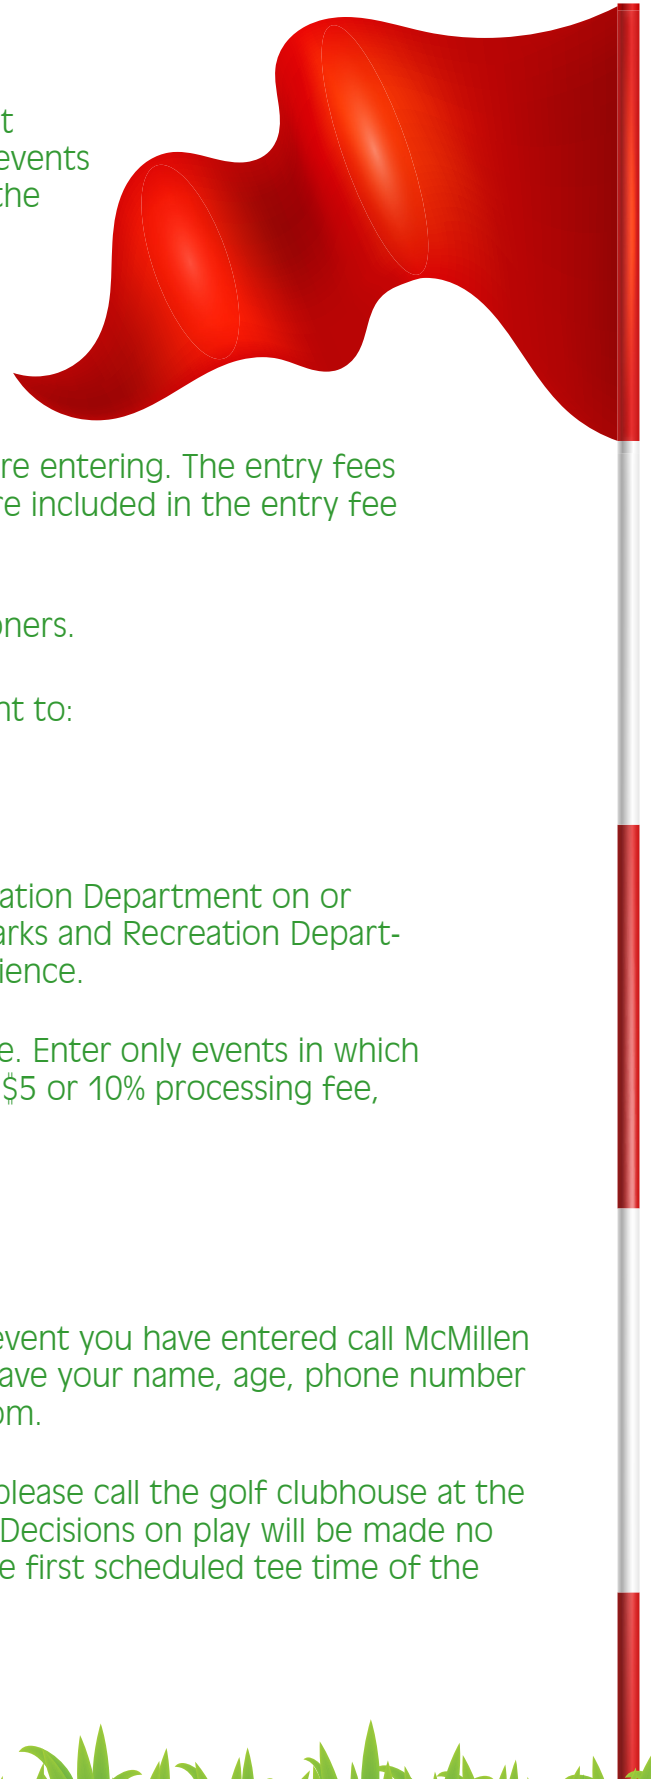 t
events
the
re entering. The entry fees
re included in the entry fee
oners.
nt to:
ation Department on or
arks and Recreation Depart-
ience.
e. Enter only events in which
$5 or 10% processing fee,
event you have entered call McMillen
ave your name, age, phone number
om.
please call the golf clubhouse at the
Decisions on play will be made no
e first scheduled tee time of the